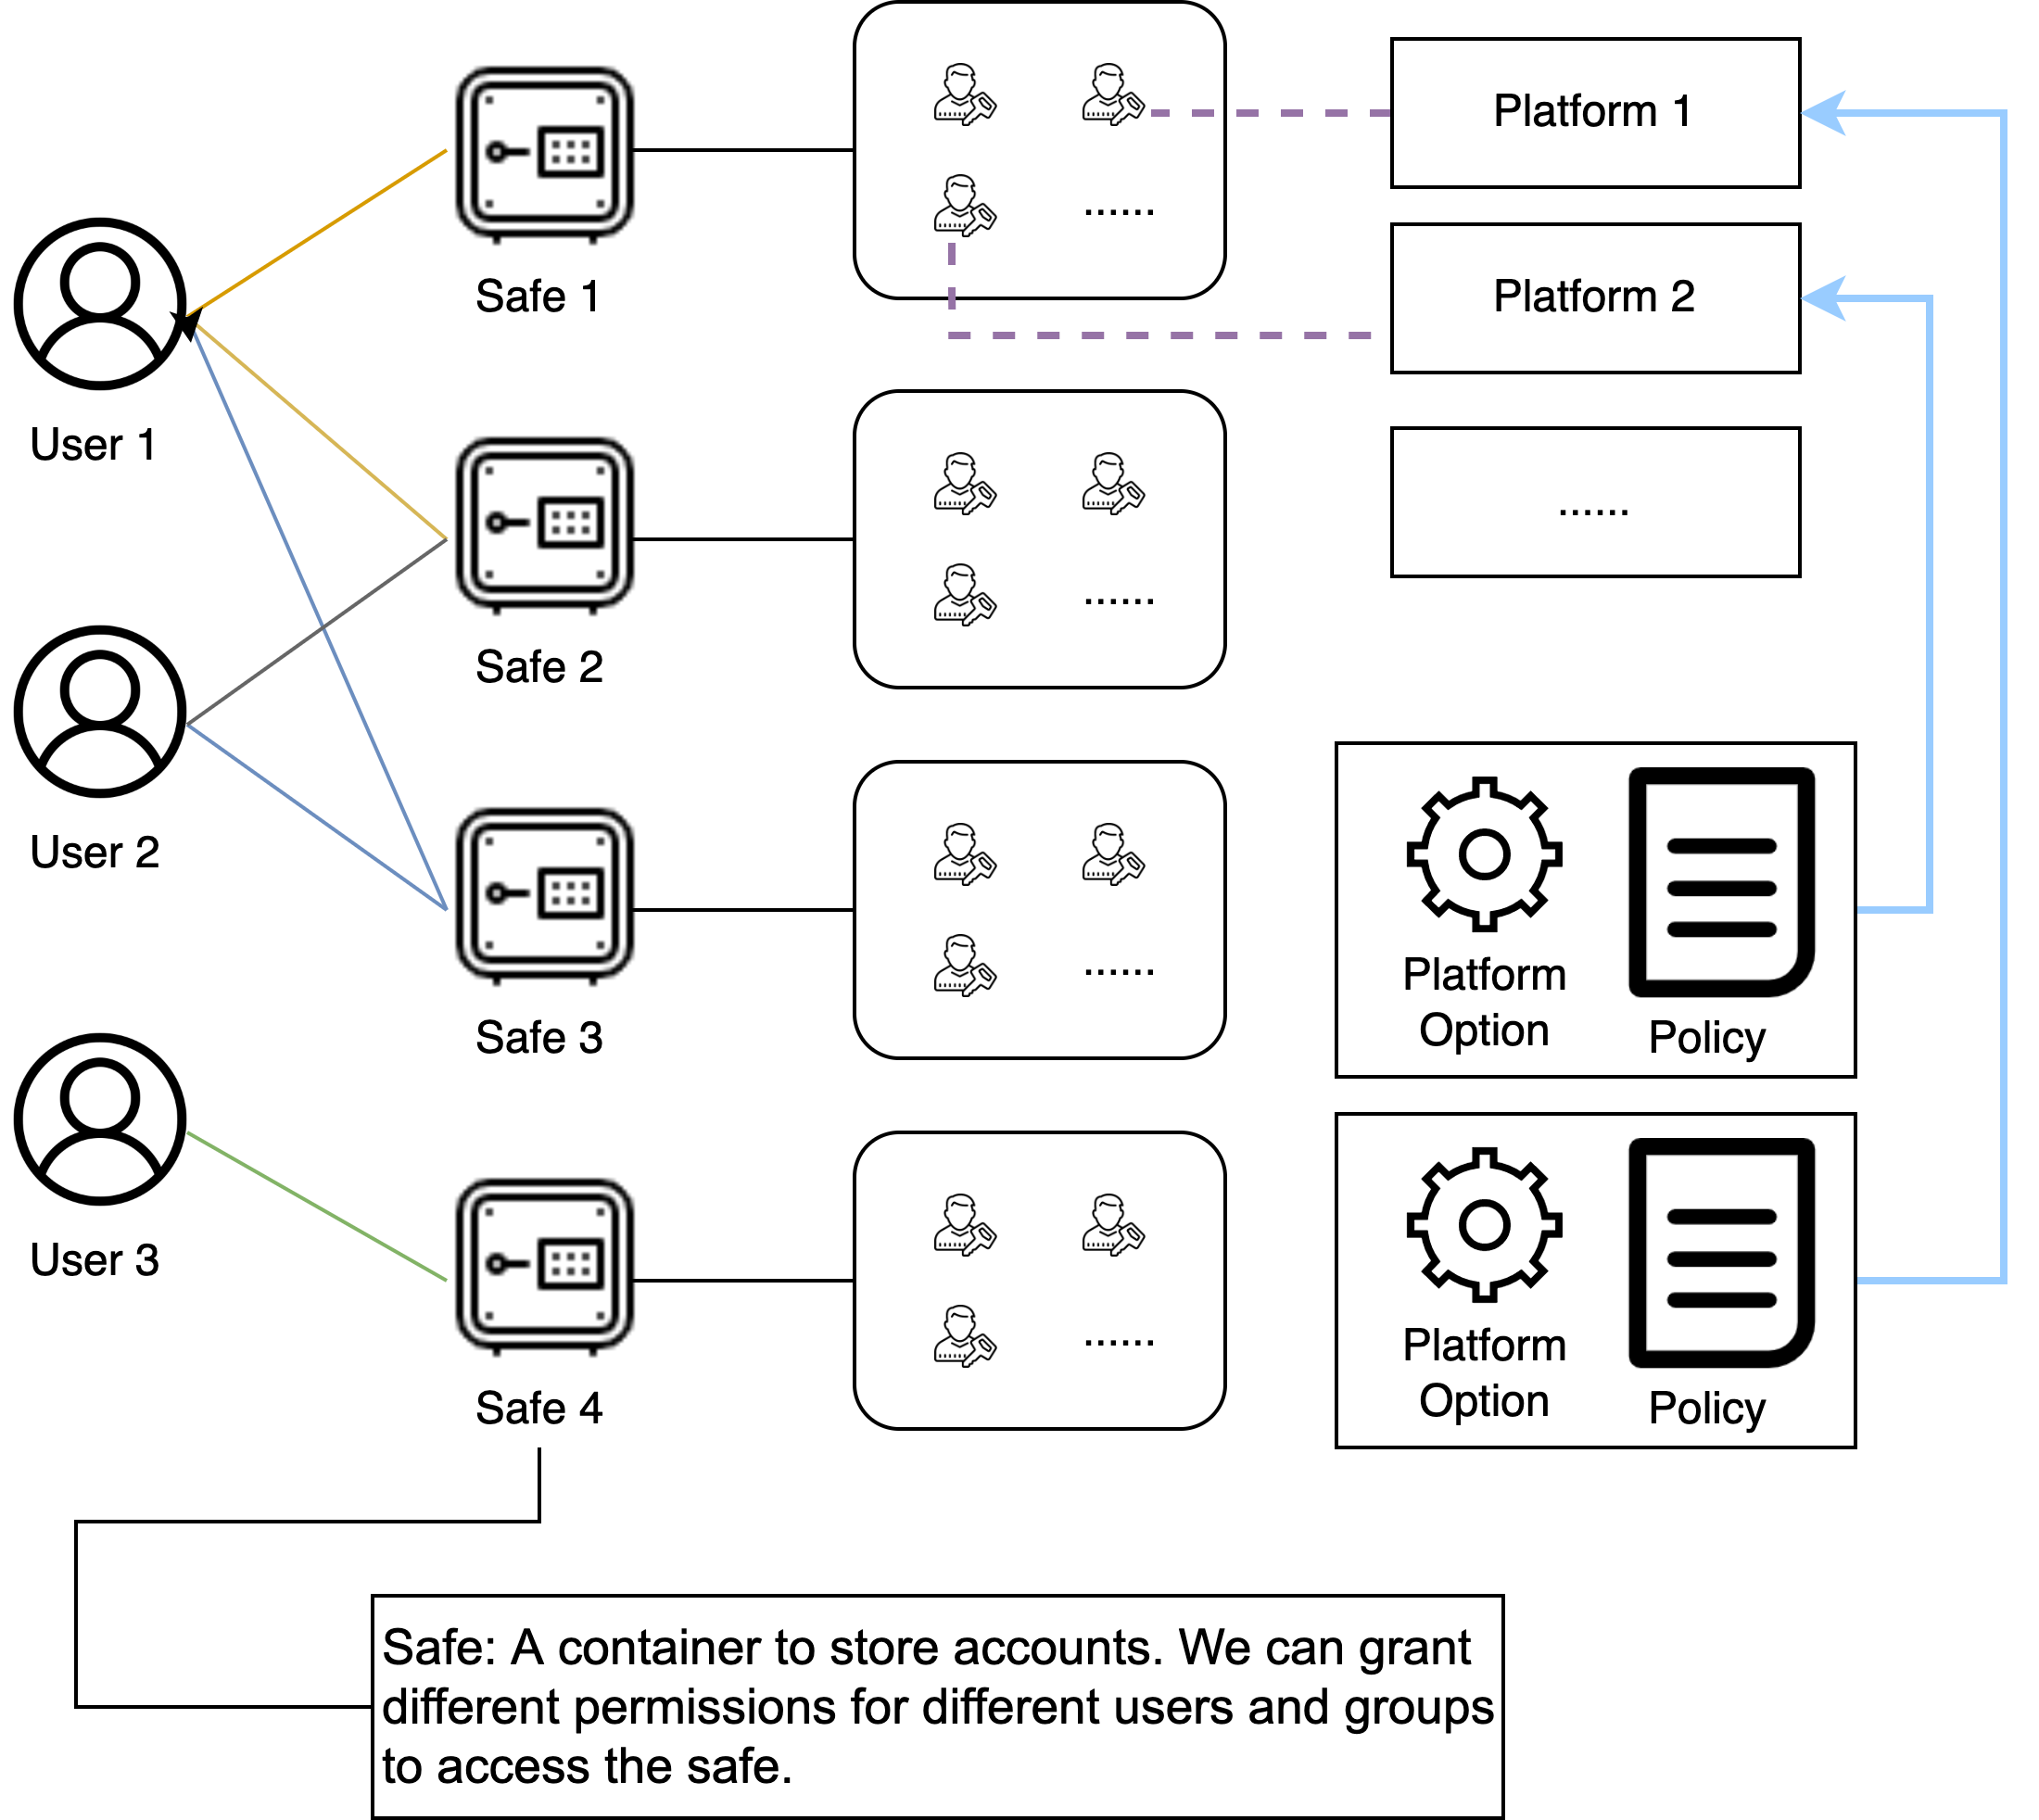 Platform 1
......
Safe 1
Platform 2
User 1
......
......
Safe 2
User 2
......
Platform
Option
Policy
Safe 3
User 3
......
Platform
Option
Policy
Safe 4
Safe: A container to store accounts. We can grant
different permissions for different users and groups
to access the safe.